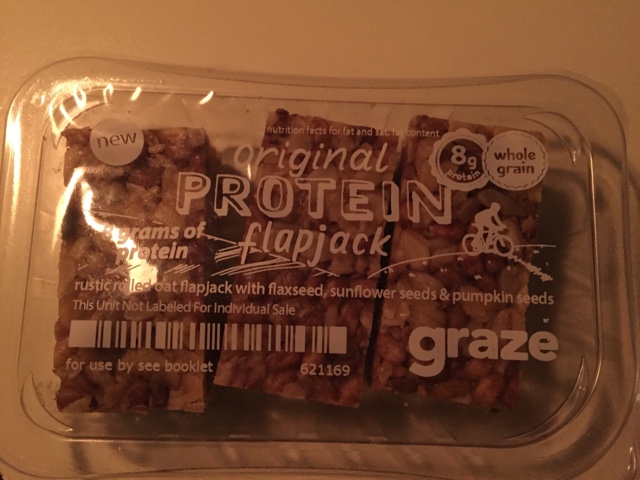 nutrition facts for fat and sat. fat content
new
original
PROTEIN
flapjack
8g
protein
whole
grain
8 grams of
protein
rustic rolled oat flapjack with flaxseed, sunflower seeds & pumpkin seeds
This Unit Not Labeled For Individual Sale
for use by see booklet
621169
graze